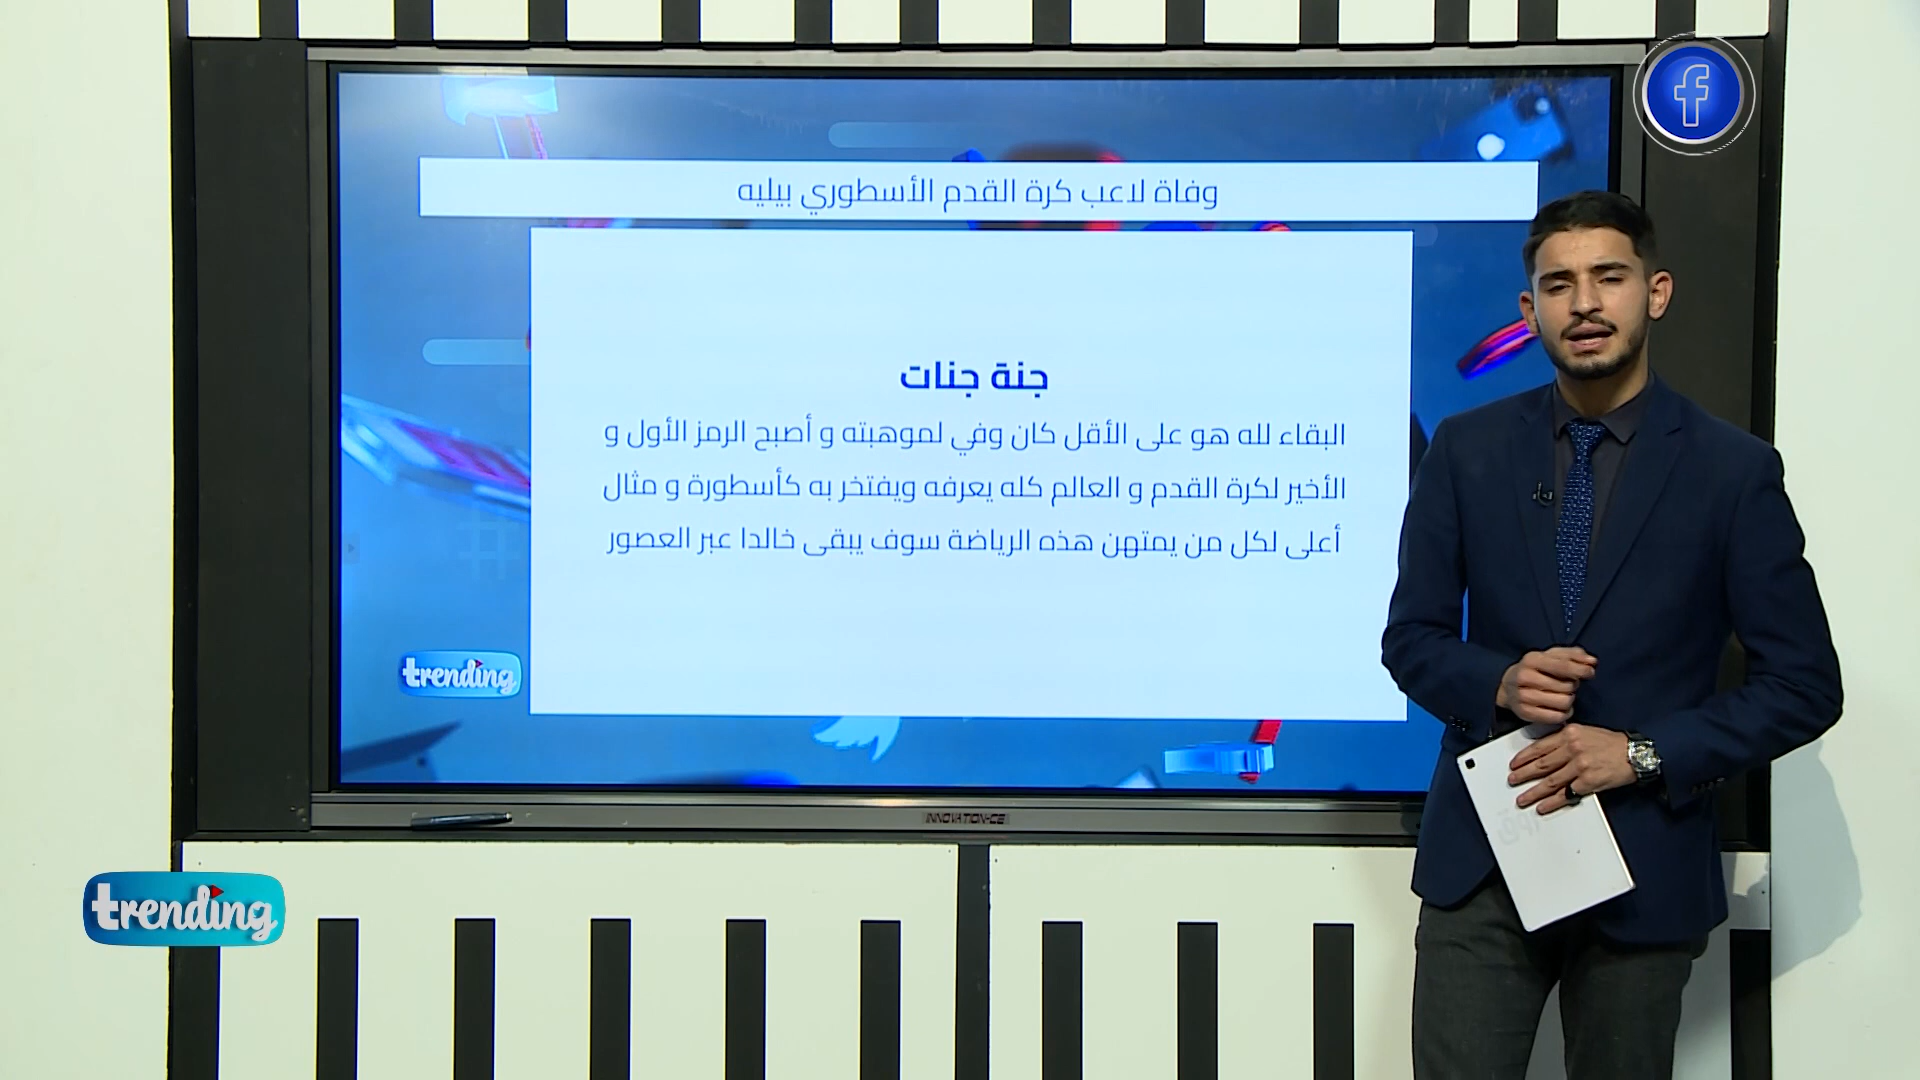 وفاة لاعب كرة القدم الأسطوري بيليه
جنة جنات
البقاء لله هو على الأقل كان وفي لموهبته و أصبح الرمز الأول و
الأخير لكرة القدم و العالم كله يعرفه ويفتخر به كأسطورة و مثال
أعلى لكل من يمتهن هذه الرياضة سوف يبقى خالدا عبر العصور
trending
INNOVATION-CE
trending